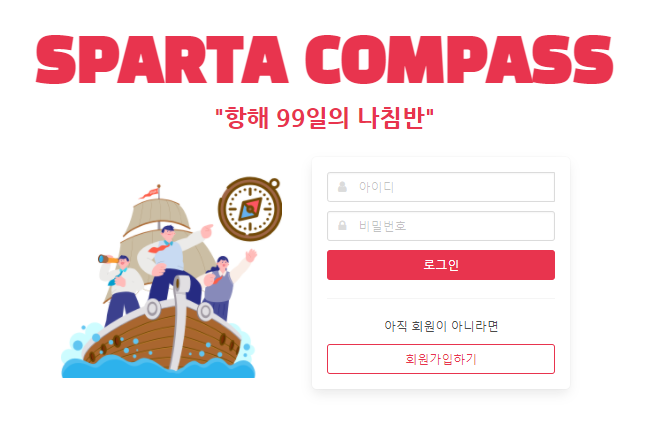 SPARTA COMPASS
"항해 99일의 나침반"
아이디
비밀번호
로그인
아직 회원이 아니라면
회원가입하기